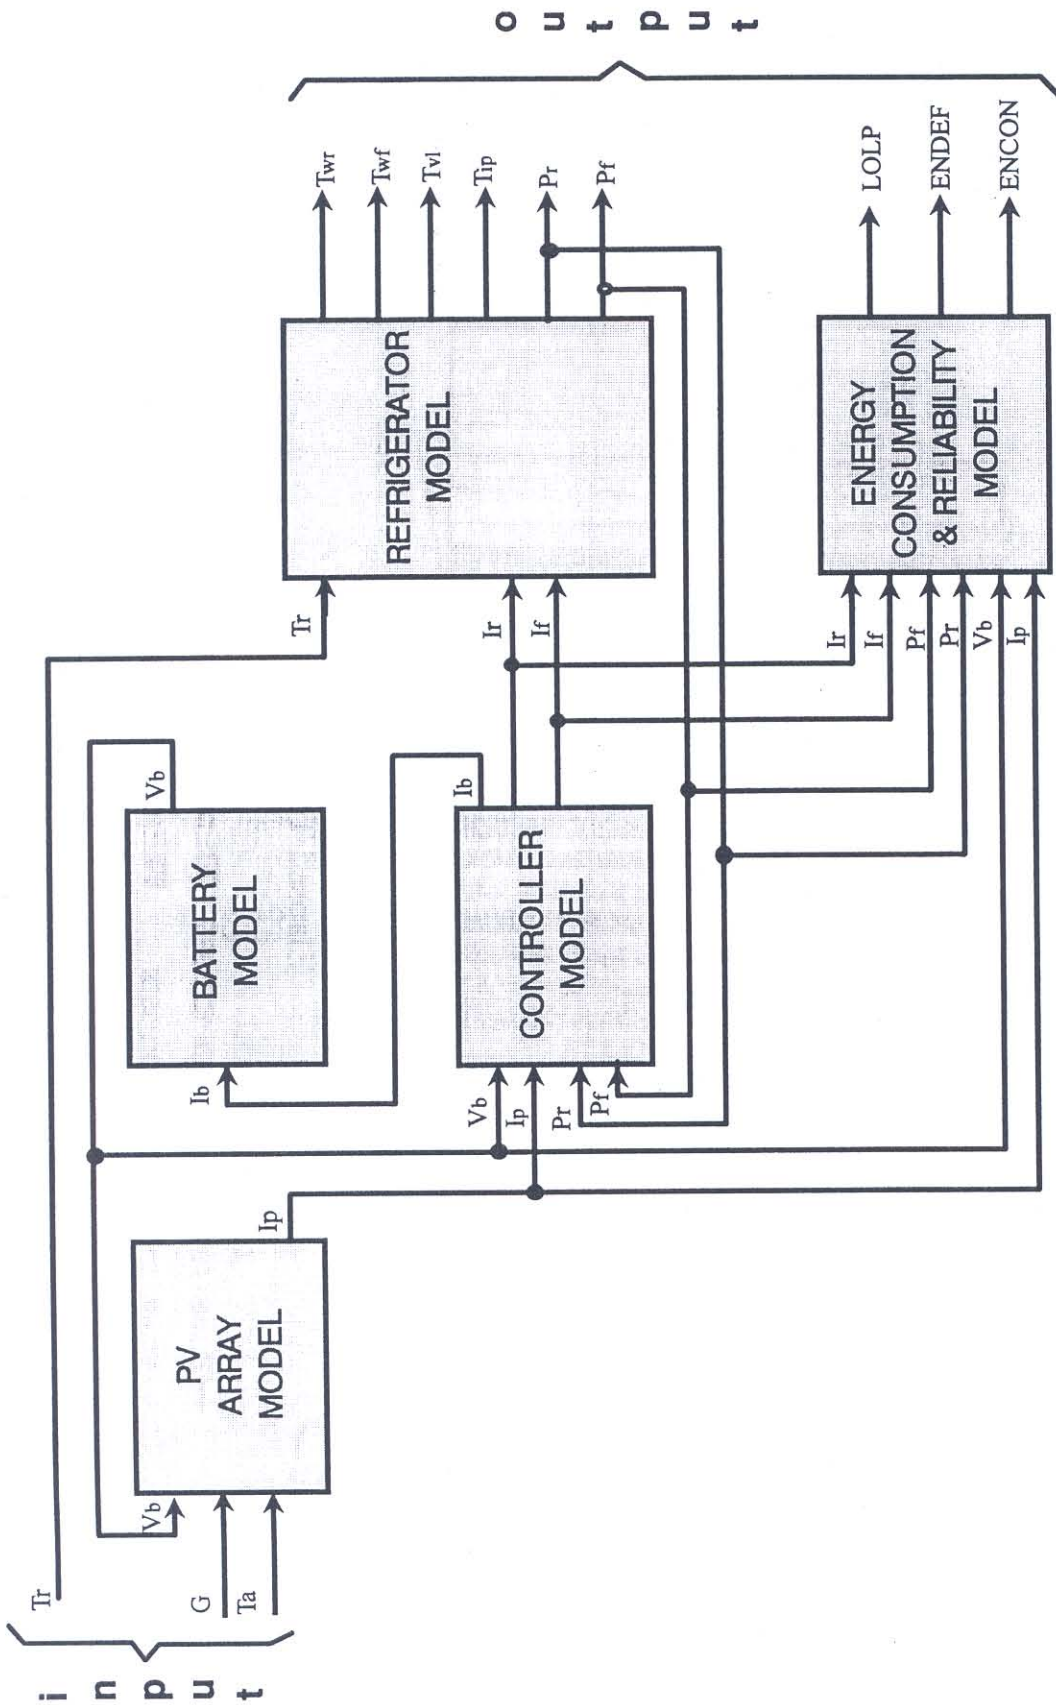 input
Tr
G
Ta
Vb
PV
ARRAY
MODEL
Ip
Ib
BATTERY
MODEL
Vb
Vb
Ip
Pr
Pf
CONTROLLER
MODEL
Ib
Tr
Ir
If
REFRIGERATOR
MODEL
Twr
Twf
Tvl
Tip
Pr
Pf
Ir
If
Pf
Pr
Vb
Ip
ENERGY
CONSUMPTION
& RELIABILITY
MODEL
LOLP
ENDEF
ENCON
output